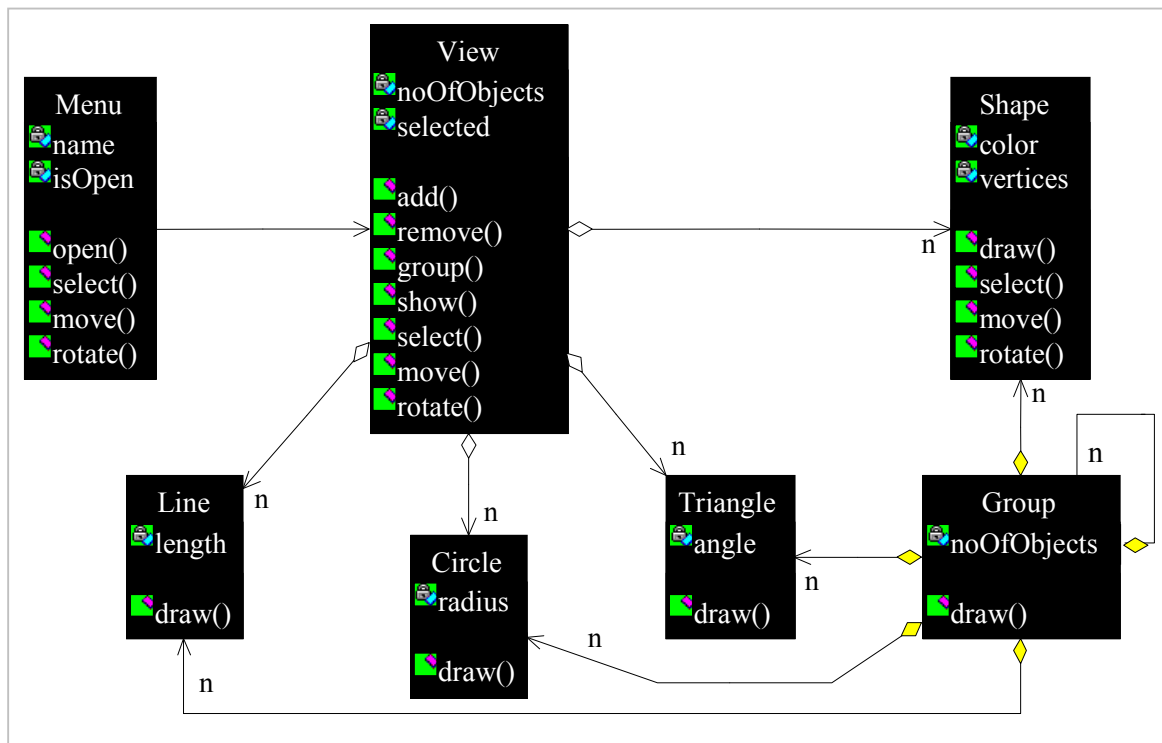 Menu
name
isOpen
open()
select()
move()
rotate()
View
noOfObjects
selected
add()
remove()
group()
show()
select()
move()
rotate()
Shape
color
vertices
draw()
select()
move()
rotate()
n
n
n
n
n
n
Line
length
draw()
Circle
radius
draw()
Triangle
angle
draw()
Group
noOfObjects
draw()
n
n
n